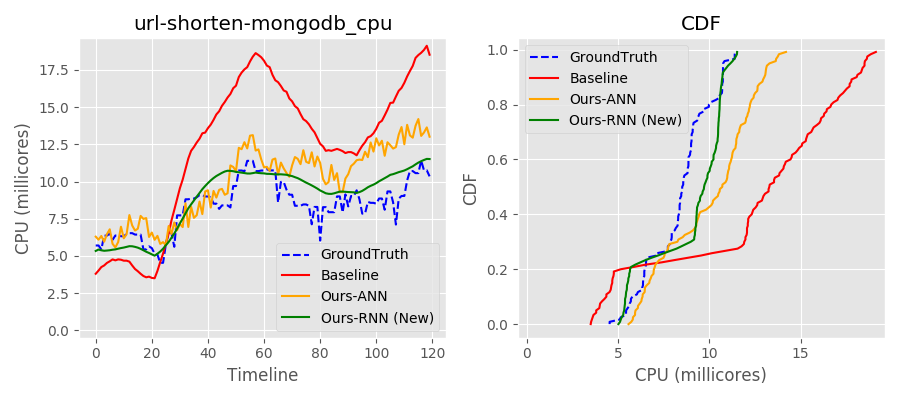 url-shorten-mongodb_cpu
CPU (millicores)
17.5
15.0
12.5
10.0
7.5
5.0
2.5
0.0
GroundTruth
Baseline
Ours-ANN
Ours-RNN (New)
0 20 40 60 80 100 120
Timeline
CDF
CDF
1.0
0.8
0.6
0.4
0.2
0.0
GroundTruth
Baseline
Ours-ANN
Ours-RNN (New)
0 5 10 15
CPU (millicores)